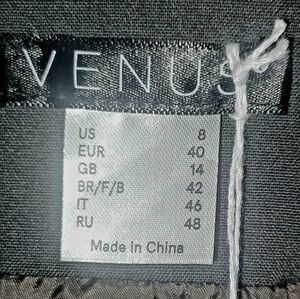 VENUS
US 8
EUR 40
GB 14
BR/F/B 42
IT 46
RU 48
Made in China